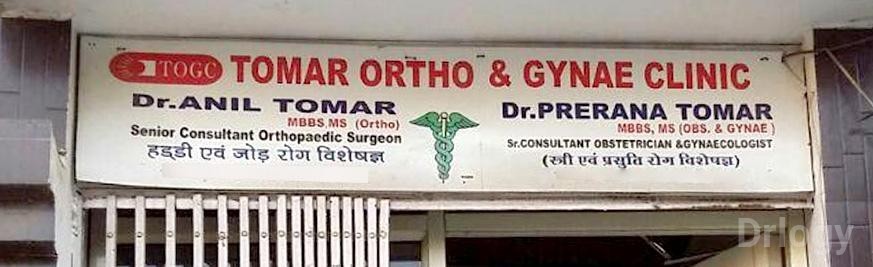 TOGC TOMAR ORTHO & GYNAE CLINIC
Dr.ANIL TOMAR
MBBS,MS (Ortho)
Senior Consultant Orthopaedic Surgeon
हड्डी एवं जोड़ रोग विशेषज्ञ
Dr.PRERANA TOMAR
MBBS, MS (OBS. & GYNAE )
Sr.CONSULTANT OBSTETRICIAN &GYNAECOLOGIST
(स्त्री एवं प्रसुति रोग विशेषज्ञ)
Drlogy